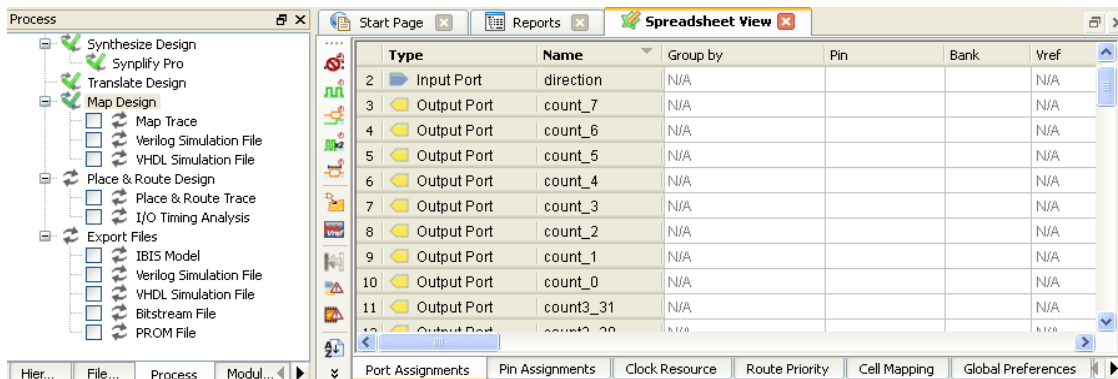 Process
Synthesize Design
Synplify Pro
Translate Design
Map Design
Map Trace
Verilog Simulation File
VHDL Simulation File
Place & Route Design
Place & Route Trace
I/O Timing Analysis
Export Files
IBIS Model
Verilog Simulation File
VHDL Simulation File
Bitstream File
PROM File
Hier... File... Process Modul...
Start Page Reports Spreadsheet View
Type Name Group by Pin Bank Vref
2 Input Port direction N/A N/A
3 Output Port count_7 N/A N/A
4 Output Port count_6 N/A N/A
5 Output Port count_5 N/A N/A
6 Output Port count_4 N/A N/A
7 Output Port count_3 N/A N/A
8 Output Port count_2 N/A N/A
9 Output Port count_1 N/A N/A
10 Output Port count_0 N/A N/A
11 Output Port count3_31 N/A N/A
Port Assignments Pin Assignments Clock Resource Route Priority Cell Mapping Global Preferences